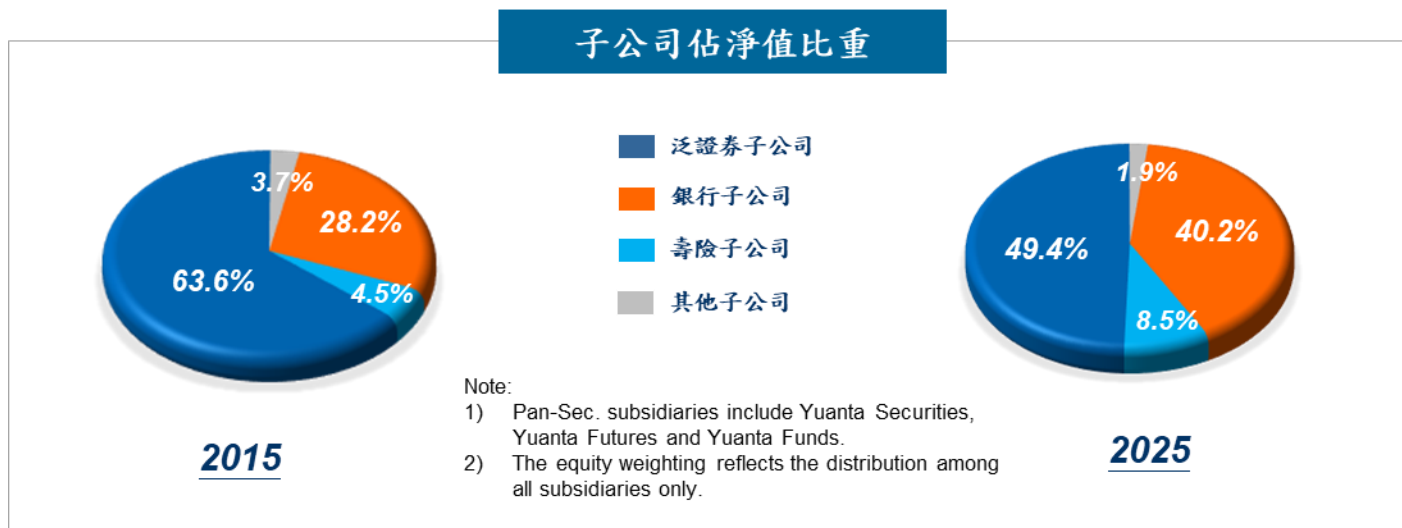 子公司佔淨值比重
3.7%
28.2%
63.6%
4.5%
2015
泛證券子公司
銀行子公司
壽險子公司
其他子公司
1.9%
40.2%
49.4%
8.5%
2025
Note:
1) Pan-Sec. subsidiaries include Yuanta Securities,
Yuanta Futures and Yuanta Funds.
2) The equity weighting reflects the distribution among
all subsidiaries only.